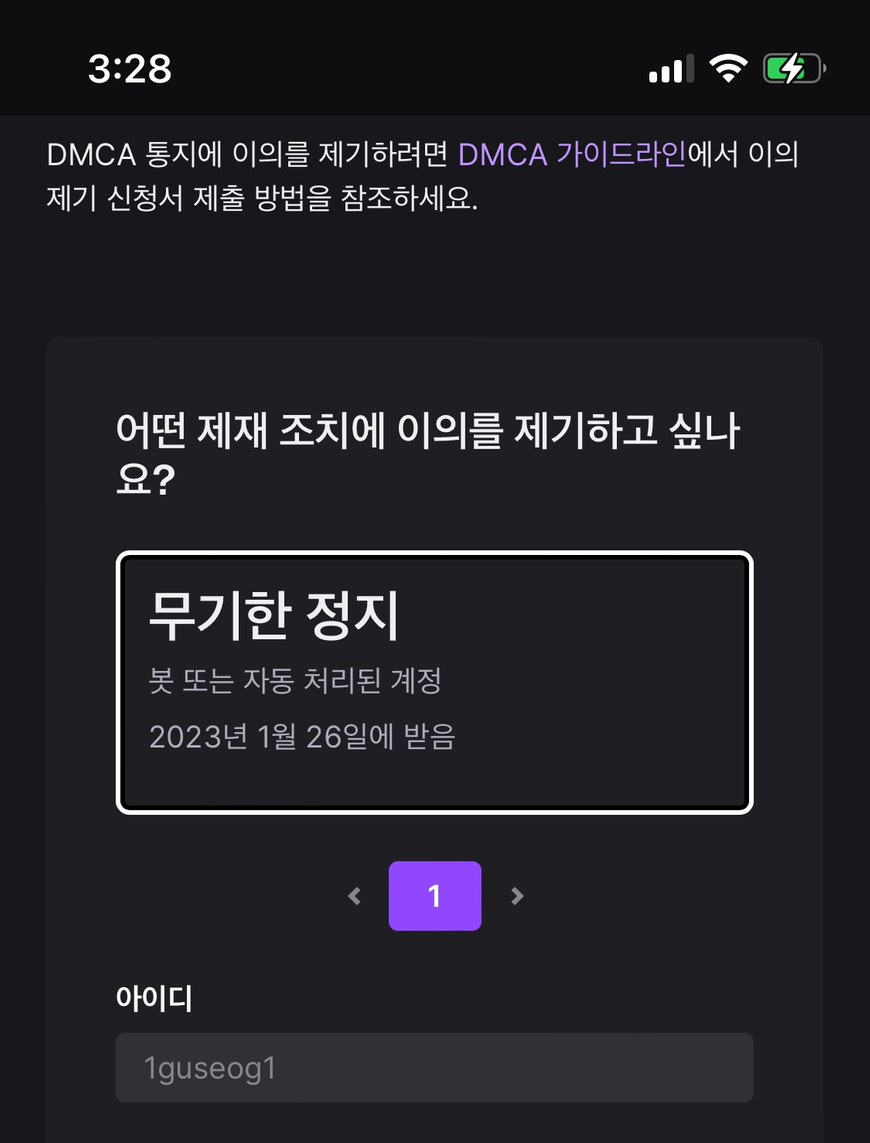 3:28
DMCA 통지에 이의를 제기하려면 DMCA 가이드라인에서 이의
제기 신청서 제출 방법을 참조하세요.
어떤 제재 조치에 이의를 제기하고 싶나
요?
무기한 정지
봇 또는 자동 처리된 계정
2023년 1월 26일에 받음
1
아이디
1guseog1